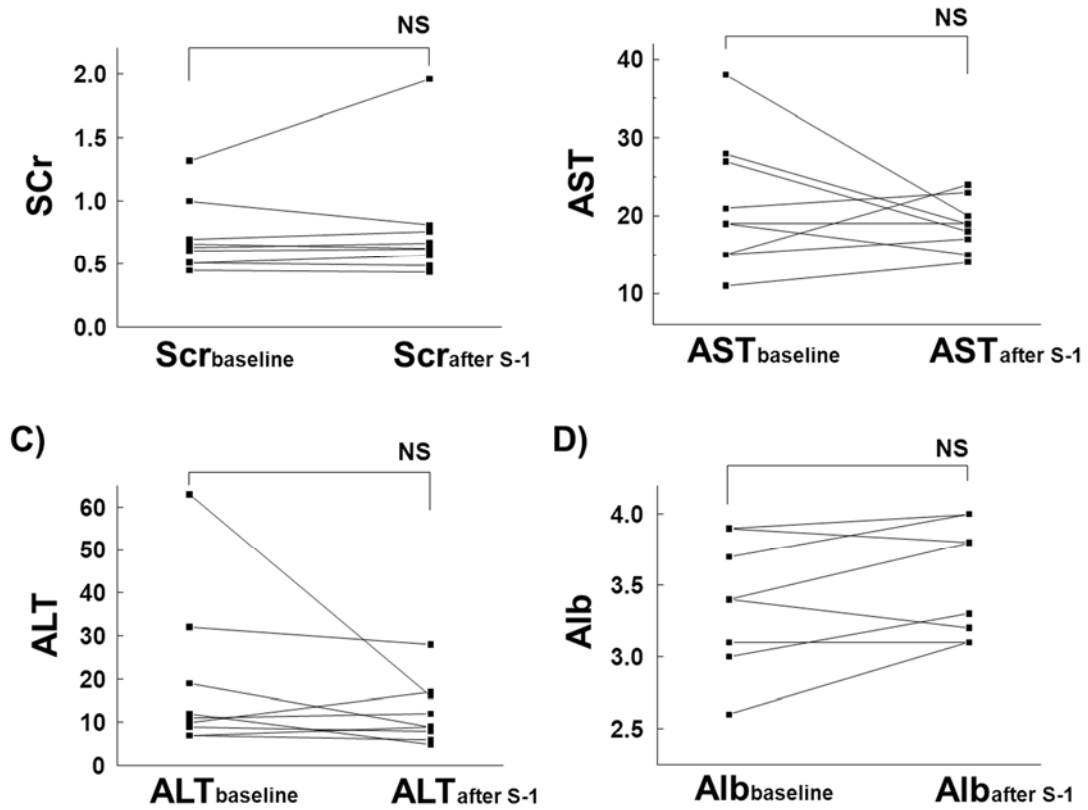 NS
SCr
2.0
1.5
1.0
0.5
0.0
Scrbaseline
Scrafter S-1
NS
AST
40
30
20
10
ASTbaseline
ASTafter S-1
C)
NS
ALT
60
50
40
30
20
10
0
ALTbaseline
ALTafter S-1
D)
NS
Alb
4.0
3.5
3.0
2.5
Albbaseline
Albafter S-1